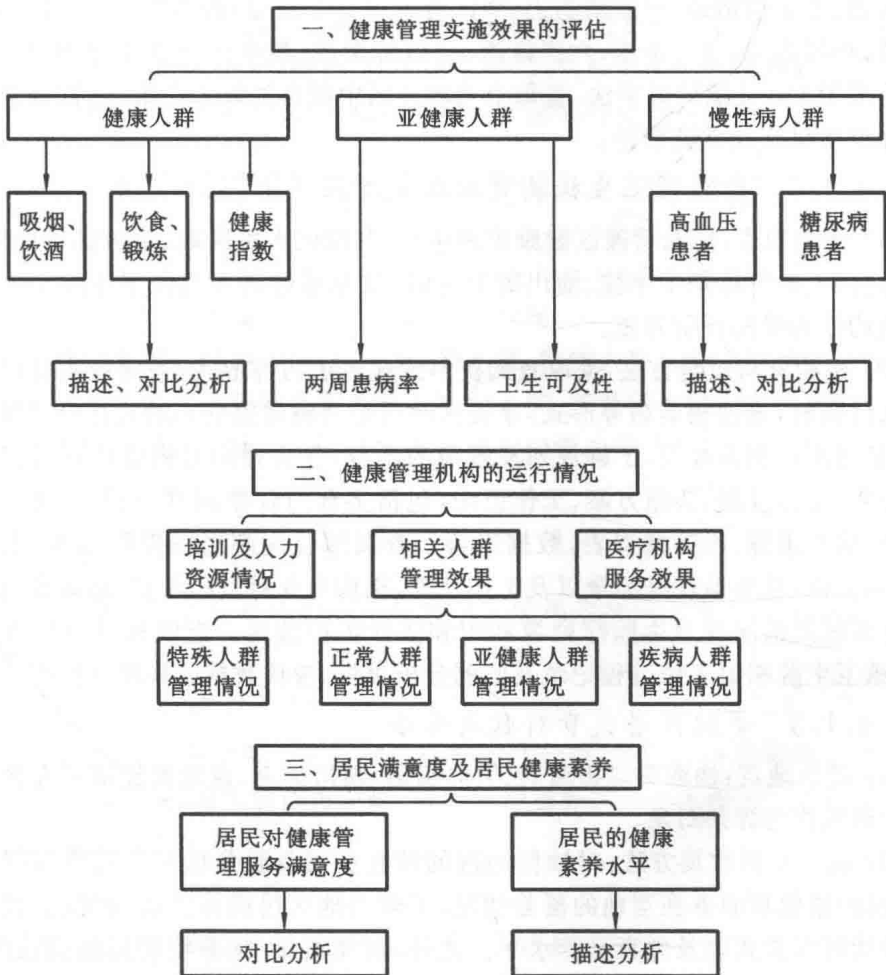 一、健康管理实施效果的评估
健康人群
亚健康人群
慢性病人群
吸烟、
饮酒
饮食、
锻炼
健康
指数
高血压
患者
糖尿病
患者
描述、对比分析
两周患病率
卫生可及性
描述、对比分析
二、健康管理机构的运行情况
培训及人力
资源情况
相关人群
管理效果
医疗机构
服务效果
特殊人群
管理情况
正常人群
管理情况
亚健康人群
管理情况
疾病人群
管理情况
三、居民满意度及居民健康素养
居民对健康管
理服务满意度
居民的健康
素养水平
对比分析
描述分析